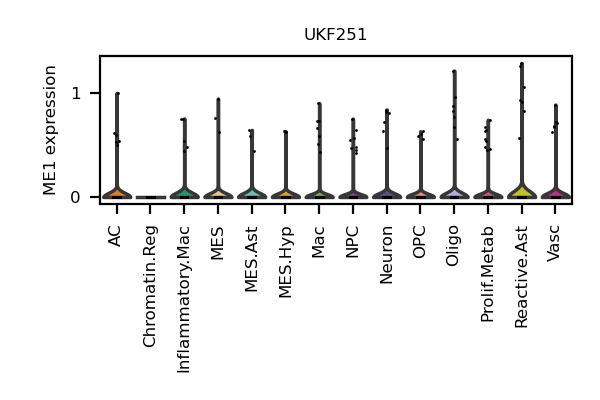 UKF251
ME1 expression
1
0
AC
Chromatin.Reg
Inflammatory.Mac
MES
MES.Ast
MES.Hyp
Mac
NPC
Neuron
OPC
Oligo
Prolif.Metab
Reactive.Ast
Vasc